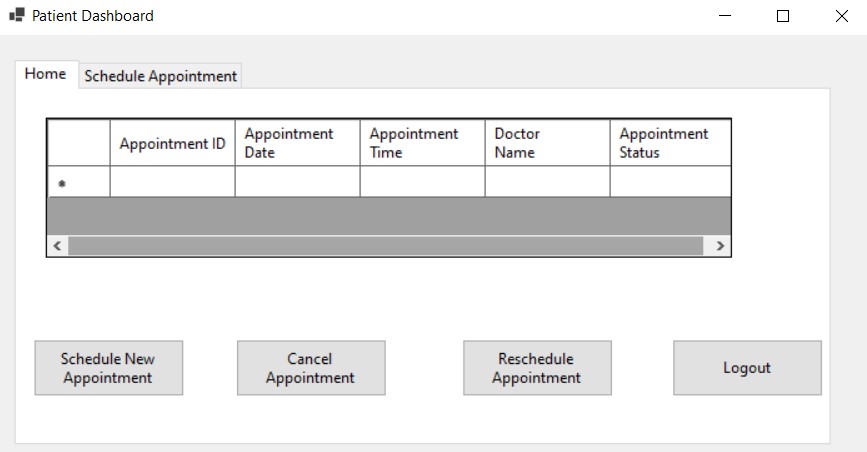 Patient Dashboard
Home Schedule Appointment
Appointment ID Appointment Date Appointment Time Doctor Name Appointment Status
*
Schedule New Appointment
Cancel Appointment
Reschedule Appointment
Logout